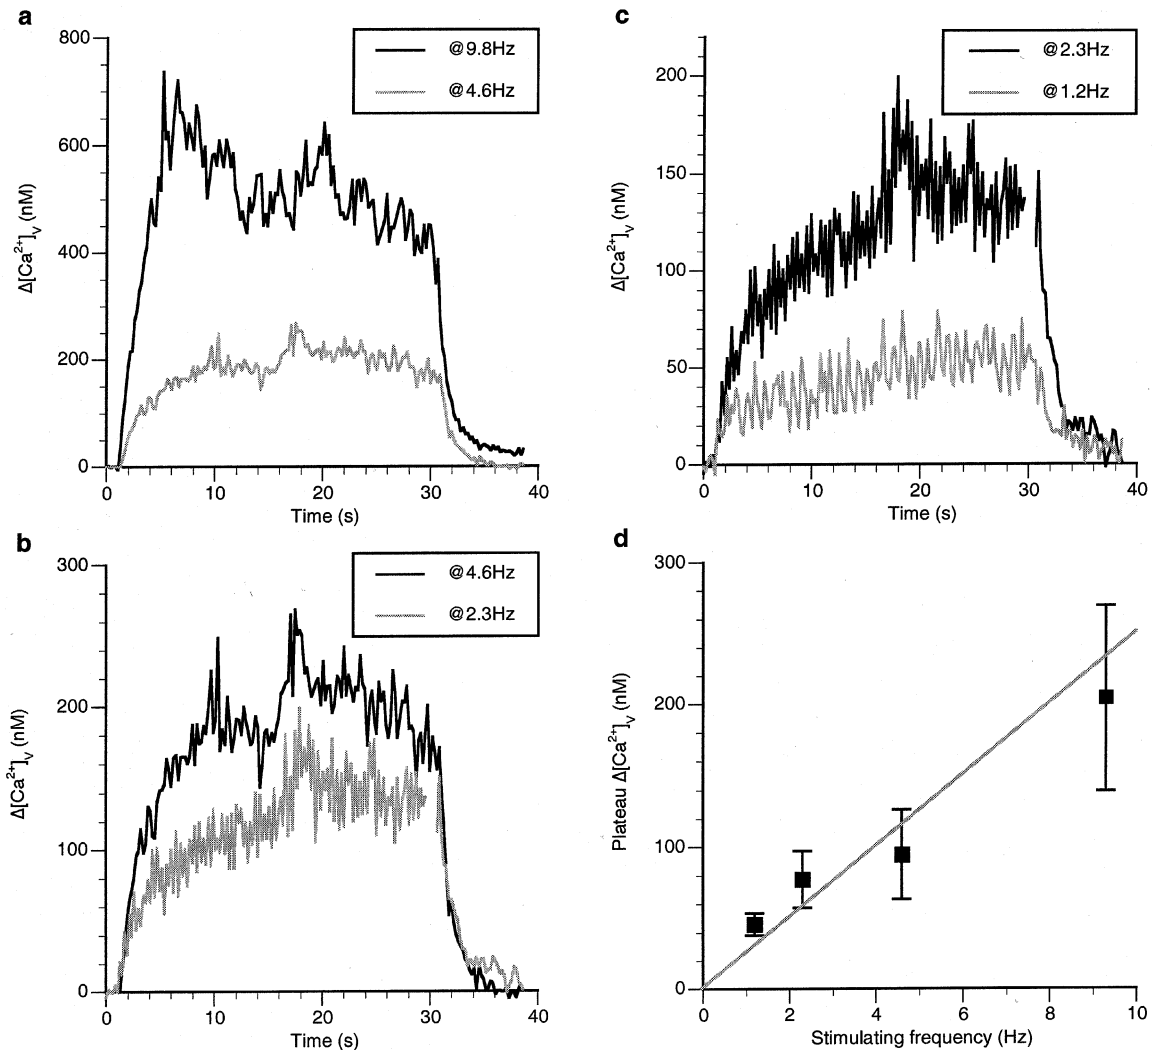 a
@9.8Hz
@4.6Hz
800
600
400
200
0
Δ[Ca²⁺]V (nM)
0 10 20 30 40
Time (s)
c
@2.3Hz
@1.2Hz
200
150
100
50
0
Δ[Ca²⁺]V (nM)
0 10 20 30 40
Time (s)
b
@4.6Hz
@2.3Hz
300
200
100
0
Δ[Ca²⁺]V (nM)
0 10 20 30 40
Time (s)
d
300
200
100
0
Plateau Δ[Ca²⁺]V (nM)
0 2 4 6 8 10
Stimulating frequency (Hz)